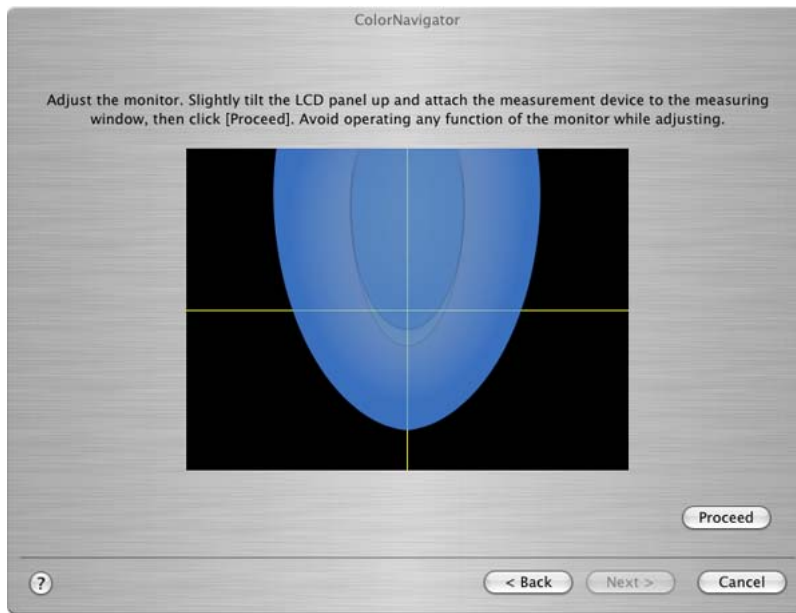 ColorNavigator
Adjust the monitor. Slightly tilt the LCD panel up and attach the measurement device to the measuring
window, then click [Proceed]. Avoid operating any function of the monitor while adjusting.
Proceed
?
< Back
Next >
Cancel